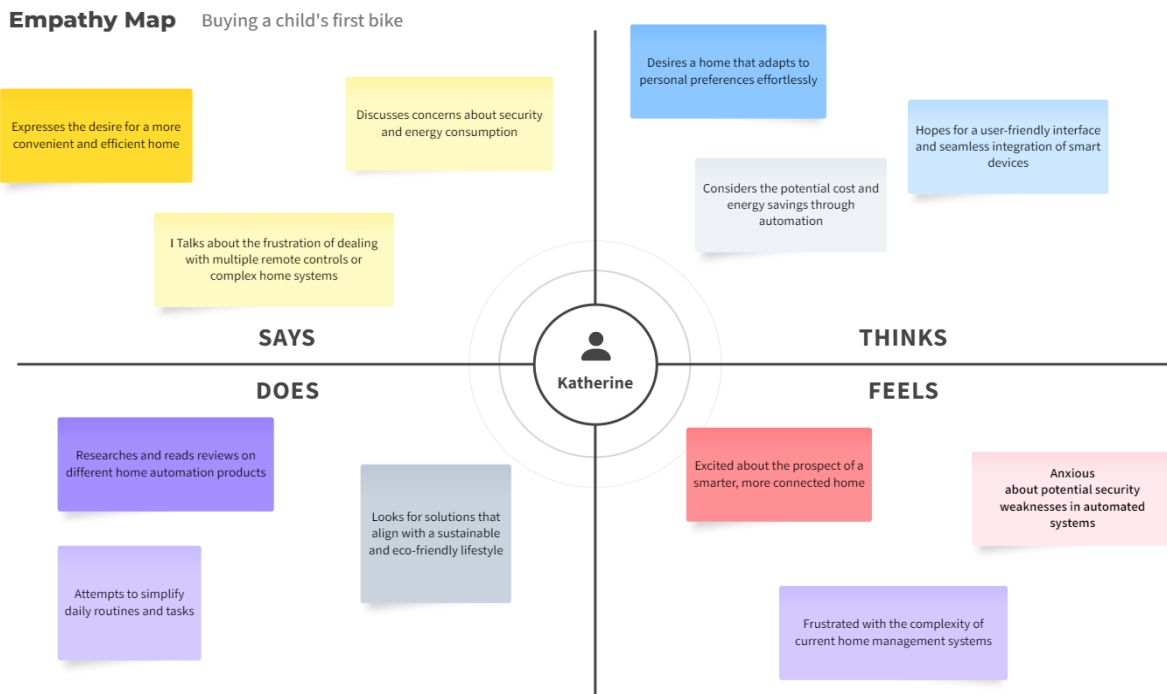 Empathy Map Buying a child's first bike
Expresses the desire for a more
convenient and efficient home
Discusses concerns about security
and energy consumption
I Talks about the frustration of dealing
with multiple remote controls or
complex home systems
SAYS
Desires a home that adapts to
personal preferences effortlessly
Hopes for a user-friendly interface
and seamless integration of smart
devices
Considers the potential cost and
energy savings through
automation
THINKS
Katherine
DOES
Researches and reads reviews on
different home automation products
Looks for solutions that
align with a sustainable
and eco-friendly lifestyle
Attempts to simplify
daily routines and tasks
FEELS
Excited about the prospect of a
smarter, more connected home
Anxious
about potential security
weaknesses in automated
systems
Frustrated with the complexity of
current home management systems